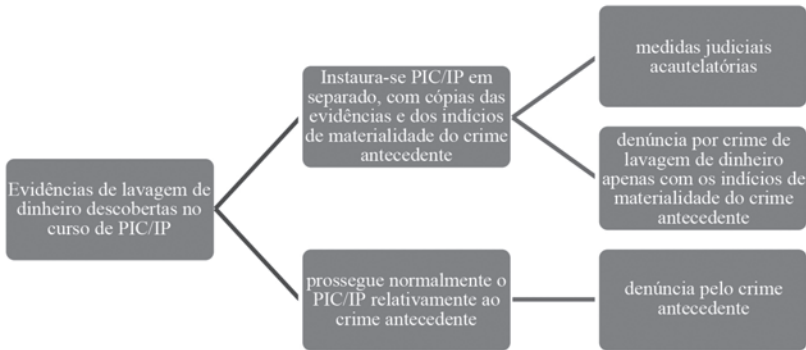 Evidências de lavagem de
dinheiro descobertas no
curso de PIC/IP
Instaura-se PIC/IP em
separado, com cópias das
evidências e dos indícios
de materialidade do crime
antecedente
medidas judiciais
acautelatórias
denúncia por crime de
lavagem de dinheiro
apenas com os indícios de
materialidade do crime
antecedente
prossegue normalmente o
PIC/IP relativamente ao
crime antecedente
denúncia pelo crime
antecedente